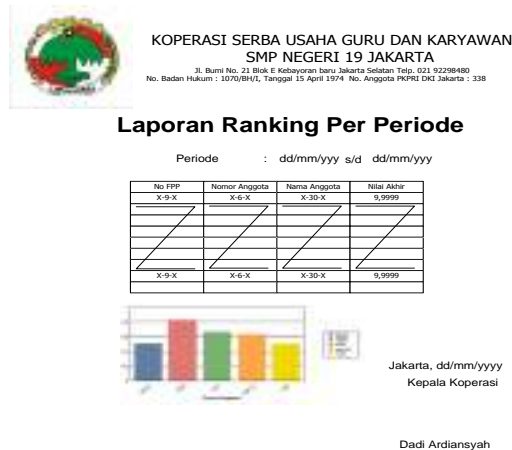 KOPERASI SERBA USAHA GURU DAN KARYAWAN
SMP NEGERI 19 JAKARTA
Jl. Bumi No. 21 Blok E Kebayoran baru Jakarta Selatan Telp. 021 92298480
No. Badan Hukum : 1070/BH/I, Tanggal 15 April 1974 No. Anggota PKPRI DKI Jakarta : 338
Laporan Ranking Per Periode
Periode : dd/mm/yyy s/d dd/mm/yyy
No FPP Nomor Anggota Nama Anggota Nilai Akhir
X-9-X X-6-X X-30-X 9,9999
X-9-X X-6-X X-30-X 9,9999
Jakarta, dd/mm/yyyy
Kepala Koperasi
Dadi Ardiansyah